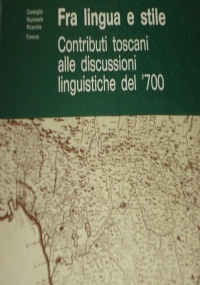 Consiglio
Nazionale
Ricerche
Firenze
Fra lingua e stile
Contributi toscani
alle discussioni
linguistiche del '700